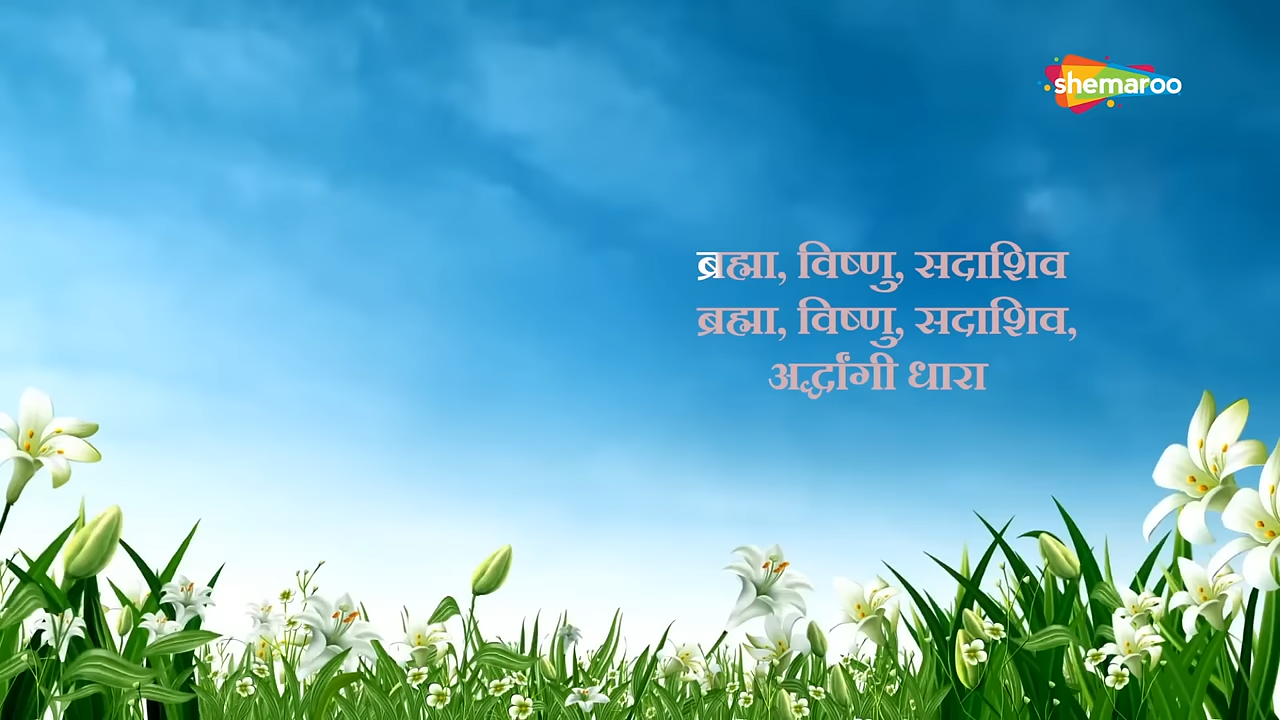 shemaroo
ब्रह्मा, विष्णु, सदाशिव
ब्रह्मा, विष्णु, सदाशिव,
अर्द्धांगी धारा